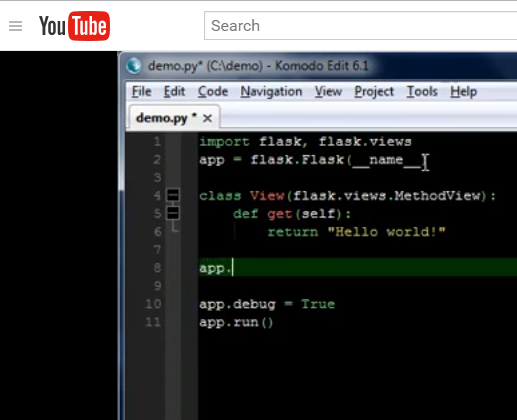 YouTube
Search
demo.py* (C:\demo) - Komodo Edit 6.1
File Edit Code Navigation View Project Tools Help
demo.py * ×
1 import flask, flask.views
2 app = flask.Flask(__name__
3
4 class View(flask.views.MethodView):
5 def get(self):
6 return "Hello world!"
7
8 app.
9
10 app.debug = True
11 app.run()